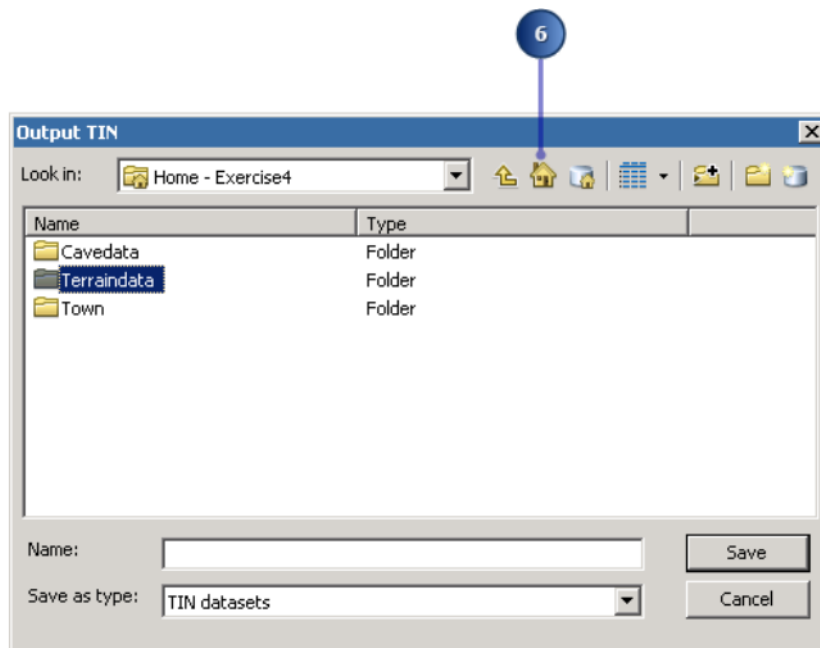 6
Output TIN
Look in: Home - Exercise4
Name Type
Cavedata Folder
Terraindata Folder
Town Folder
Name: Save
Save as type: TIN datasets Cancel